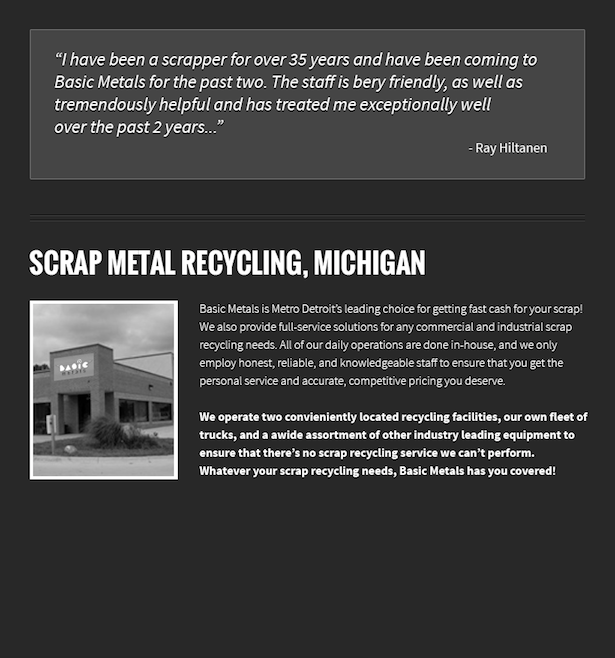 “I have been a scrapper for over 35 years and have been coming to
Basic Metals for the past two. The staff is bery friendly, as well as
tremendously helpful and has treated me exceptionally well
over the past 2 years...”
- Ray Hiltanen
SCRAP METAL RECYCLING, MICHIGAN
BASIC
METALS
Basic Metals is Metro Detroit’s leading choice for getting fast cash for your scrap!
We also provide full-service solutions for any commercial and industrial scrap
recycling needs. All of our daily operations are done in-house, and we only
employ honest, reliable, and knowledgeable staff to ensure that you get the
personal service and accurate, competitive pricing you deserve.
We operate two convieniently located recycling facilities, our own fleet of
trucks, and a awide assortment of other industry leading equipment to
ensure that there’s no scrap recycling service we can’t perform.
Whatever your scrap recycling needs, Basic Metals has you covered!